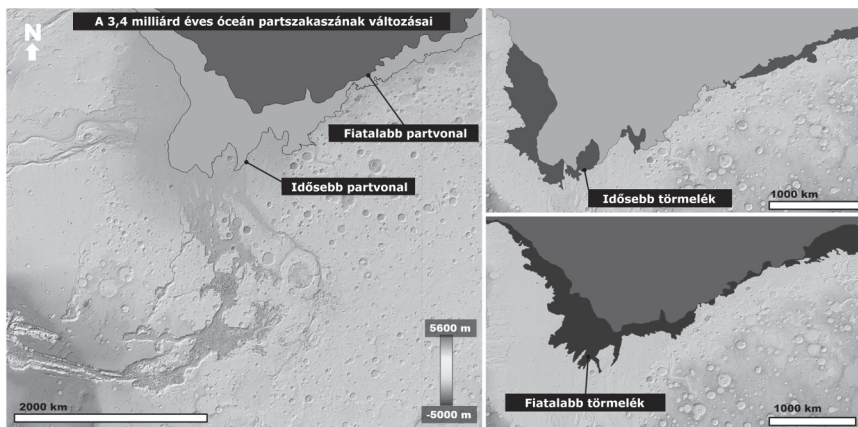 A 3,4 milliárd éves óceán partszakaszának változásai
N
Fiatalabb partvonal
Idősebb partvonal
5600 m
-5000 m
2000 km
Idősebb törmelék
1000 km
Fiatalabb törmelék
1000 km